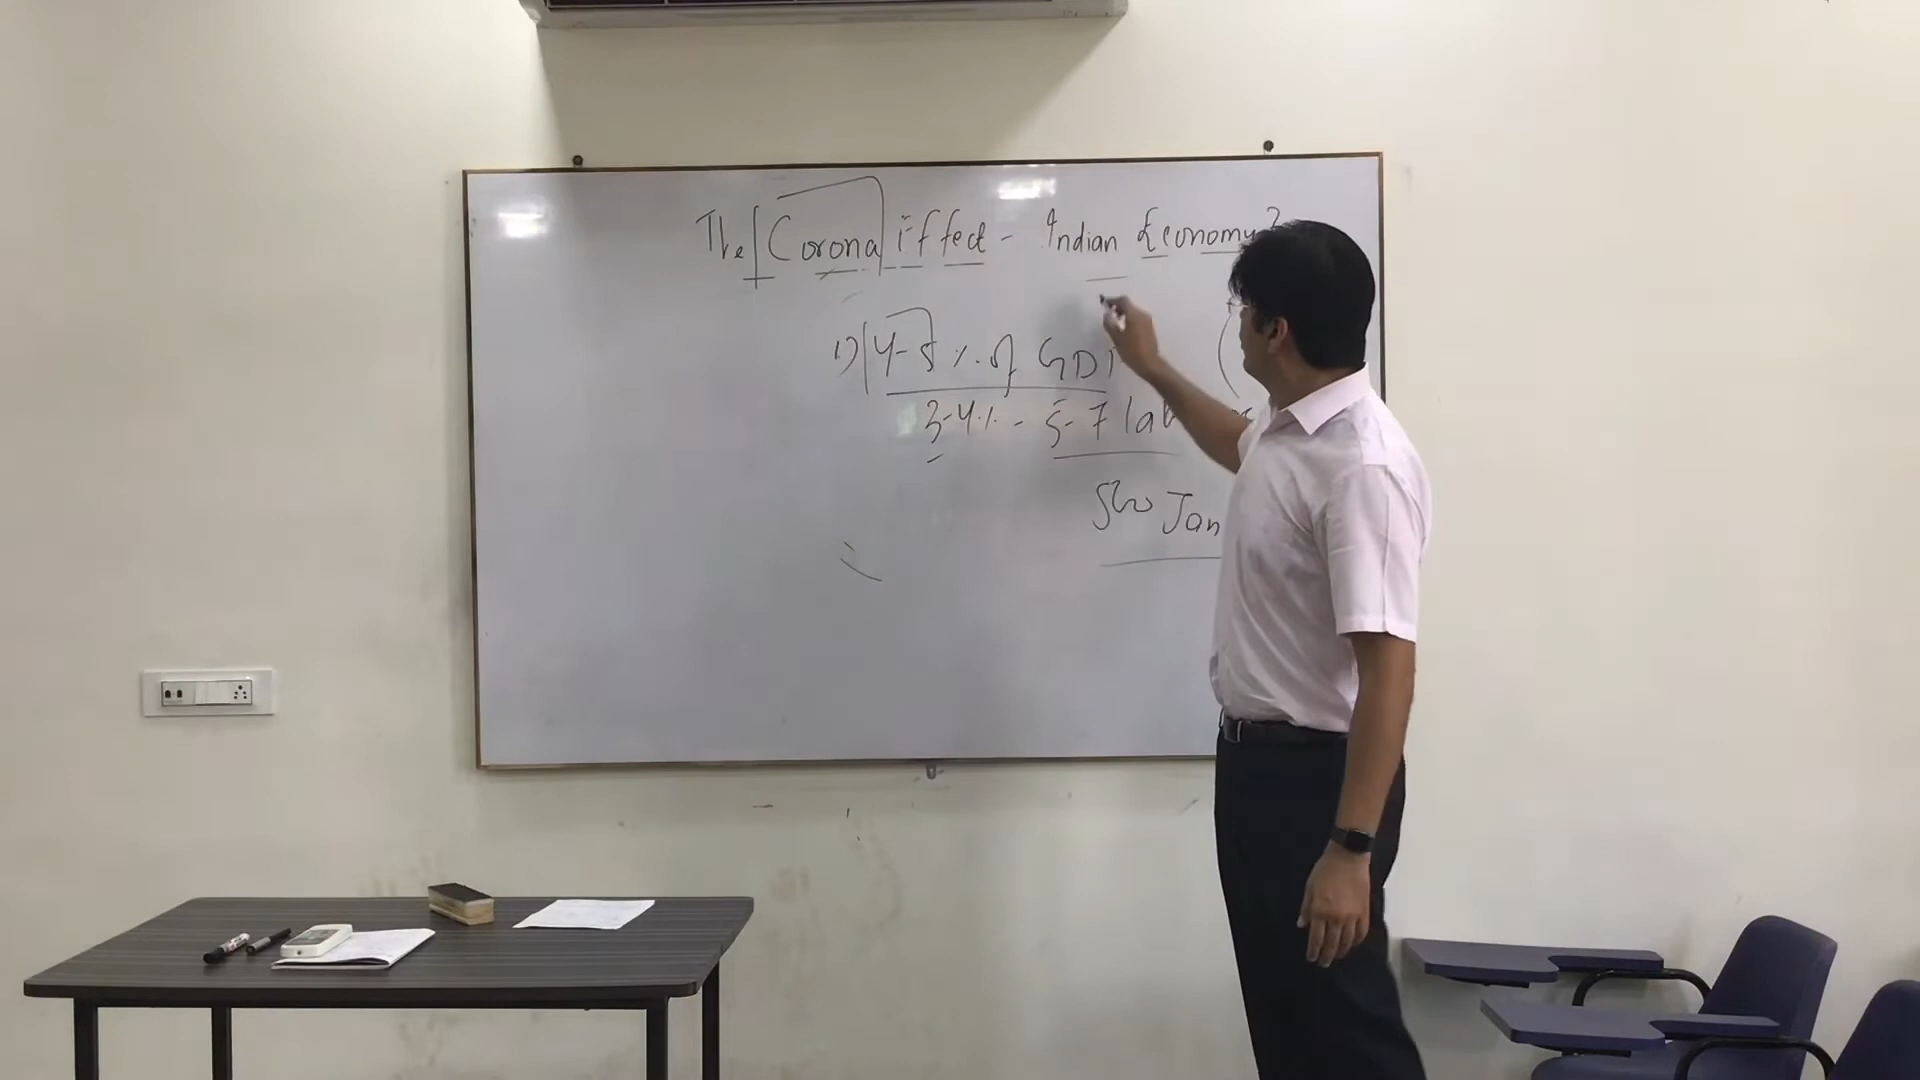 The Corona Effect - Indian Economy?
1) 4-5 % of GDP
3-4% - 5-7 lak
Jan